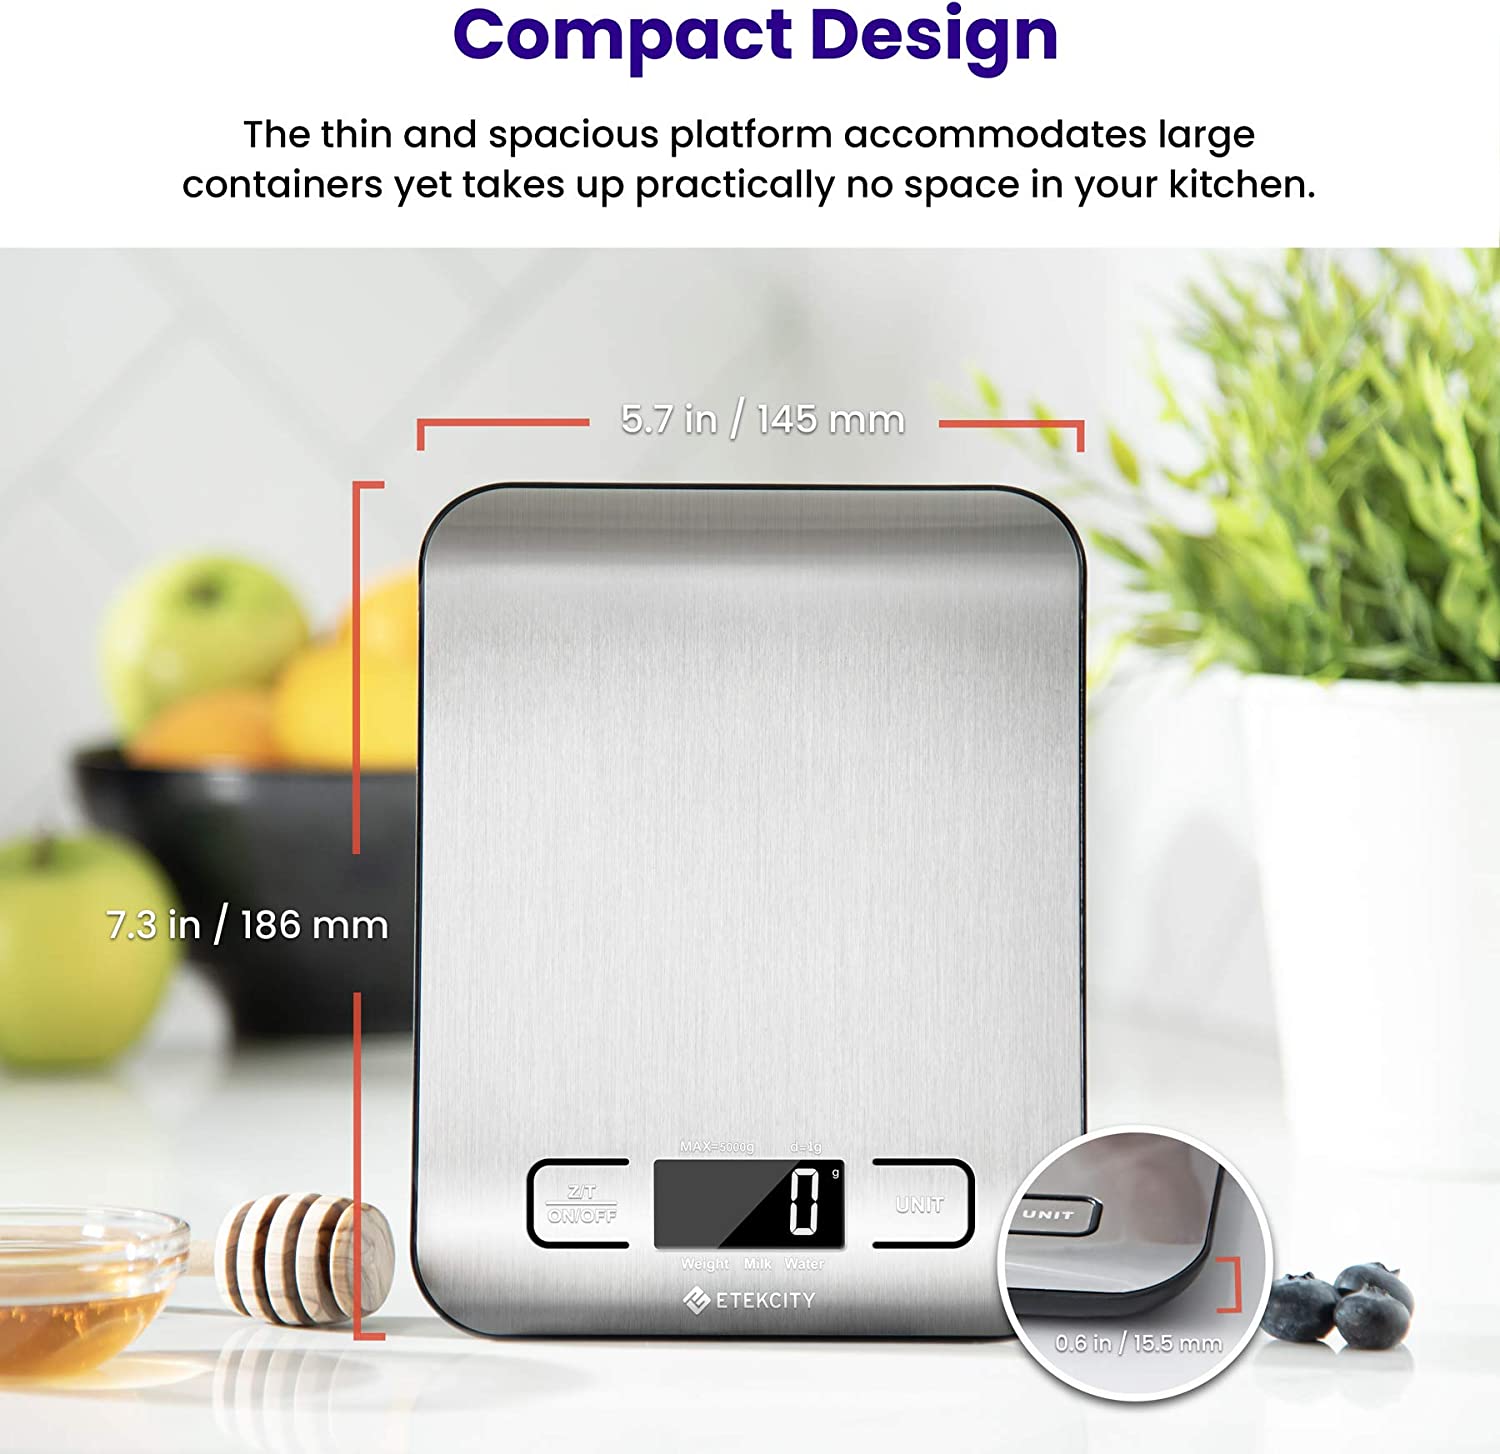 Compact Design
The thin and spacious platform accommodates large
containers yet takes up practically no space in your kitchen.
5.7 in / 145 mm
7.3 in / 186 mm
MAX=5000g d=1g
Z/T
ON/OFF
0 g
UNIT
Weight Milk Water
ETEKCITY
UNIT
0.6 in / 15.5 mm